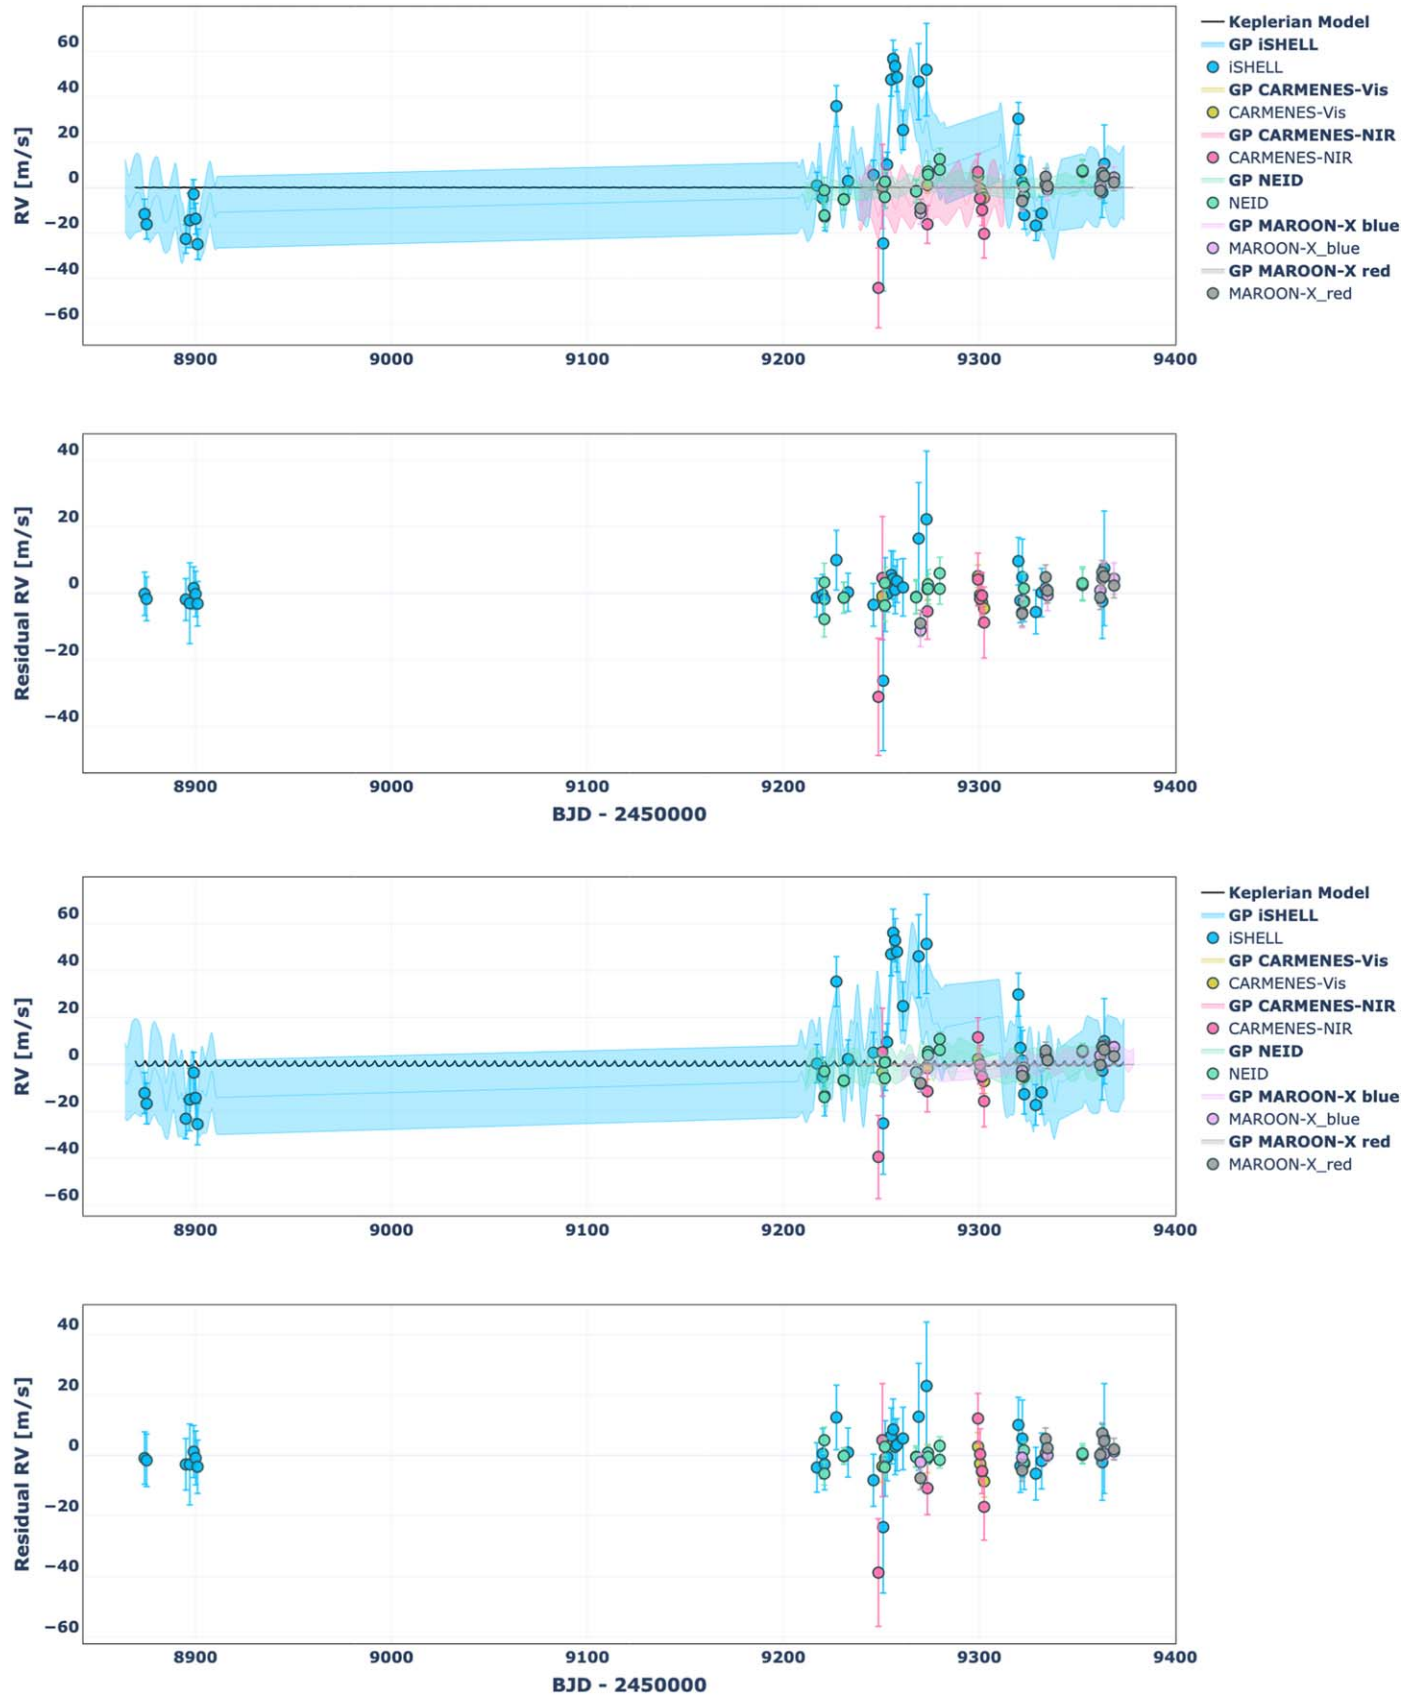 RV [m/s]
60
40
20
0
−20
−40
−60
8900 9000 9100 9200 9300 9400
Keplerian Model
GP iSHELL
iSHELL
GP CARMENES-Vis
CARMENES-Vis
GP CARMENES-NIR
CARMENES-NIR
GP NEID
NEID
GP MAROON-X blue
MAROON-X_blue
GP MAROON-X red
MAROON-X_red
Residual RV [m/s]
40
20
0
−20
−40
8900 9000 9100 9200 9300 9400
BJD - 2450000
RV [m/s]
60
40
20
0
−20
−40
−60
8900 9000 9100 9200 9300 9400
Keplerian Model
GP iSHELL
iSHELL
GP CARMENES-Vis
CARMENES-Vis
GP CARMENES-NIR
CARMENES-NIR
GP NEID
NEID
GP MAROON-X blue
MAROON-X_blue
GP MAROON-X red
MAROON-X_red
Residual RV [m/s]
40
20
0
−20
−40
−60
8900 9000 9100 9200 9300 9400
BJD - 2450000